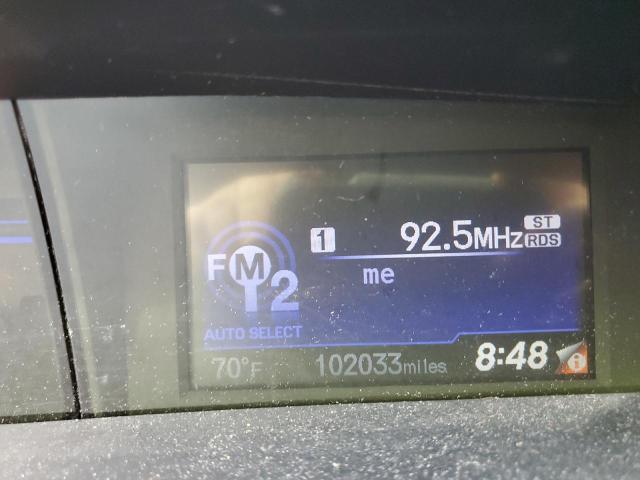 1 92.5MHz ST
RDS
FM2
me
AUTO SELECT
70°F 102033miles 8:48 i